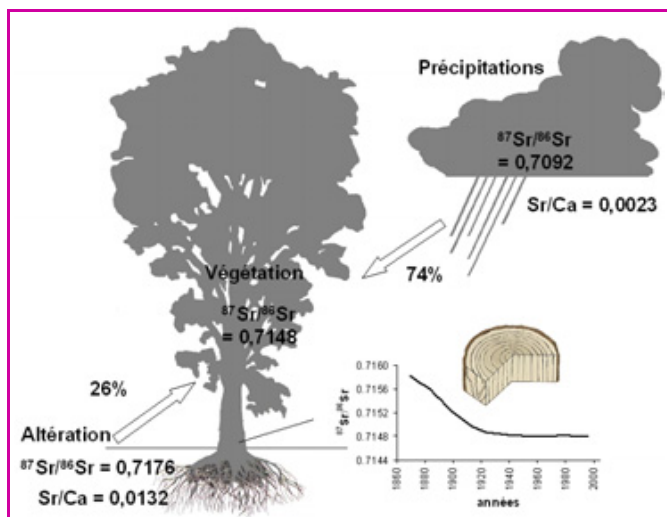 Précipitations
⁸⁷Sr/⁸⁶Sr
= 0,7092
Sr/Ca = 0,0023
74%
Végétation
⁸⁷Sr/⁸⁶Sr
= 0,7148
26%
Altération
⁸⁷Sr/⁸⁶Sr = 0,7176
Sr/Ca = 0,0132
⁸⁷Sr/⁸⁶Sr
0.7160
0.7156
0.7152
0.7148
0.7144
1860
1880
1900
1920
1940
1960
1980
2000
années